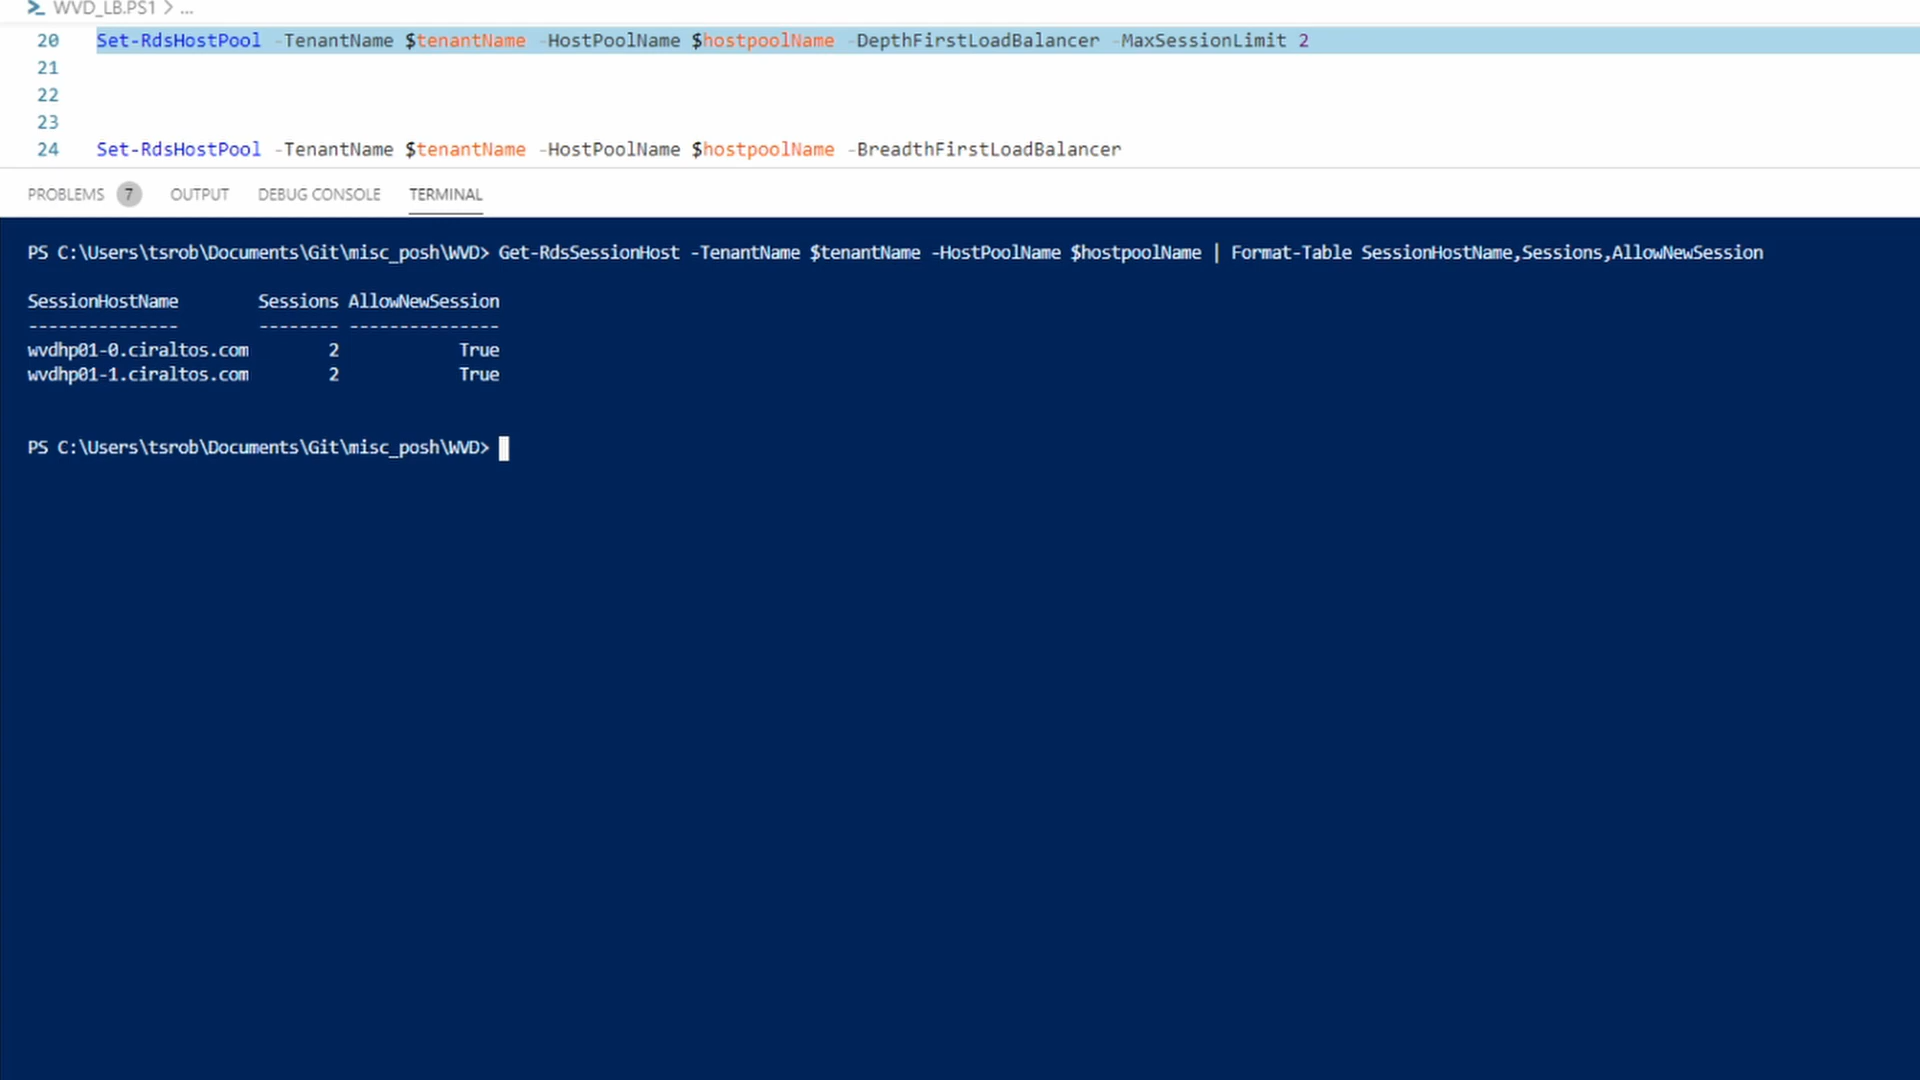 WVD_LB.PS1 > ...
20 Set-RdsHostPool -TenantName $tenantName -HostPoolName $hostpoolName -DepthFirstLoadBalancer -MaxSessionLimit 2
21
22
23
24 Set-RdsHostPool -TenantName $tenantName -HostPoolName $hostpoolName -BreadthFirstLoadBalancer
PROBLEMS 7 OUTPUT DEBUG CONSOLE TERMINAL
PS C:\Users\tsrob\Documents\Git\misc_posh\WVD> Get-RdsSessionHost -TenantName $tenantName -HostPoolName $hostpoolName | Format-Table SessionHostName,Sessions,AllowNewSession
SessionHostName Sessions AllowNewSession
--------------- -------- ---------------
wvdhp01-0.ciraltos.com 2 True
wvdhp01-1.ciraltos.com 2 True
PS C:\Users\tsrob\Documents\Git\misc_posh\WVD>